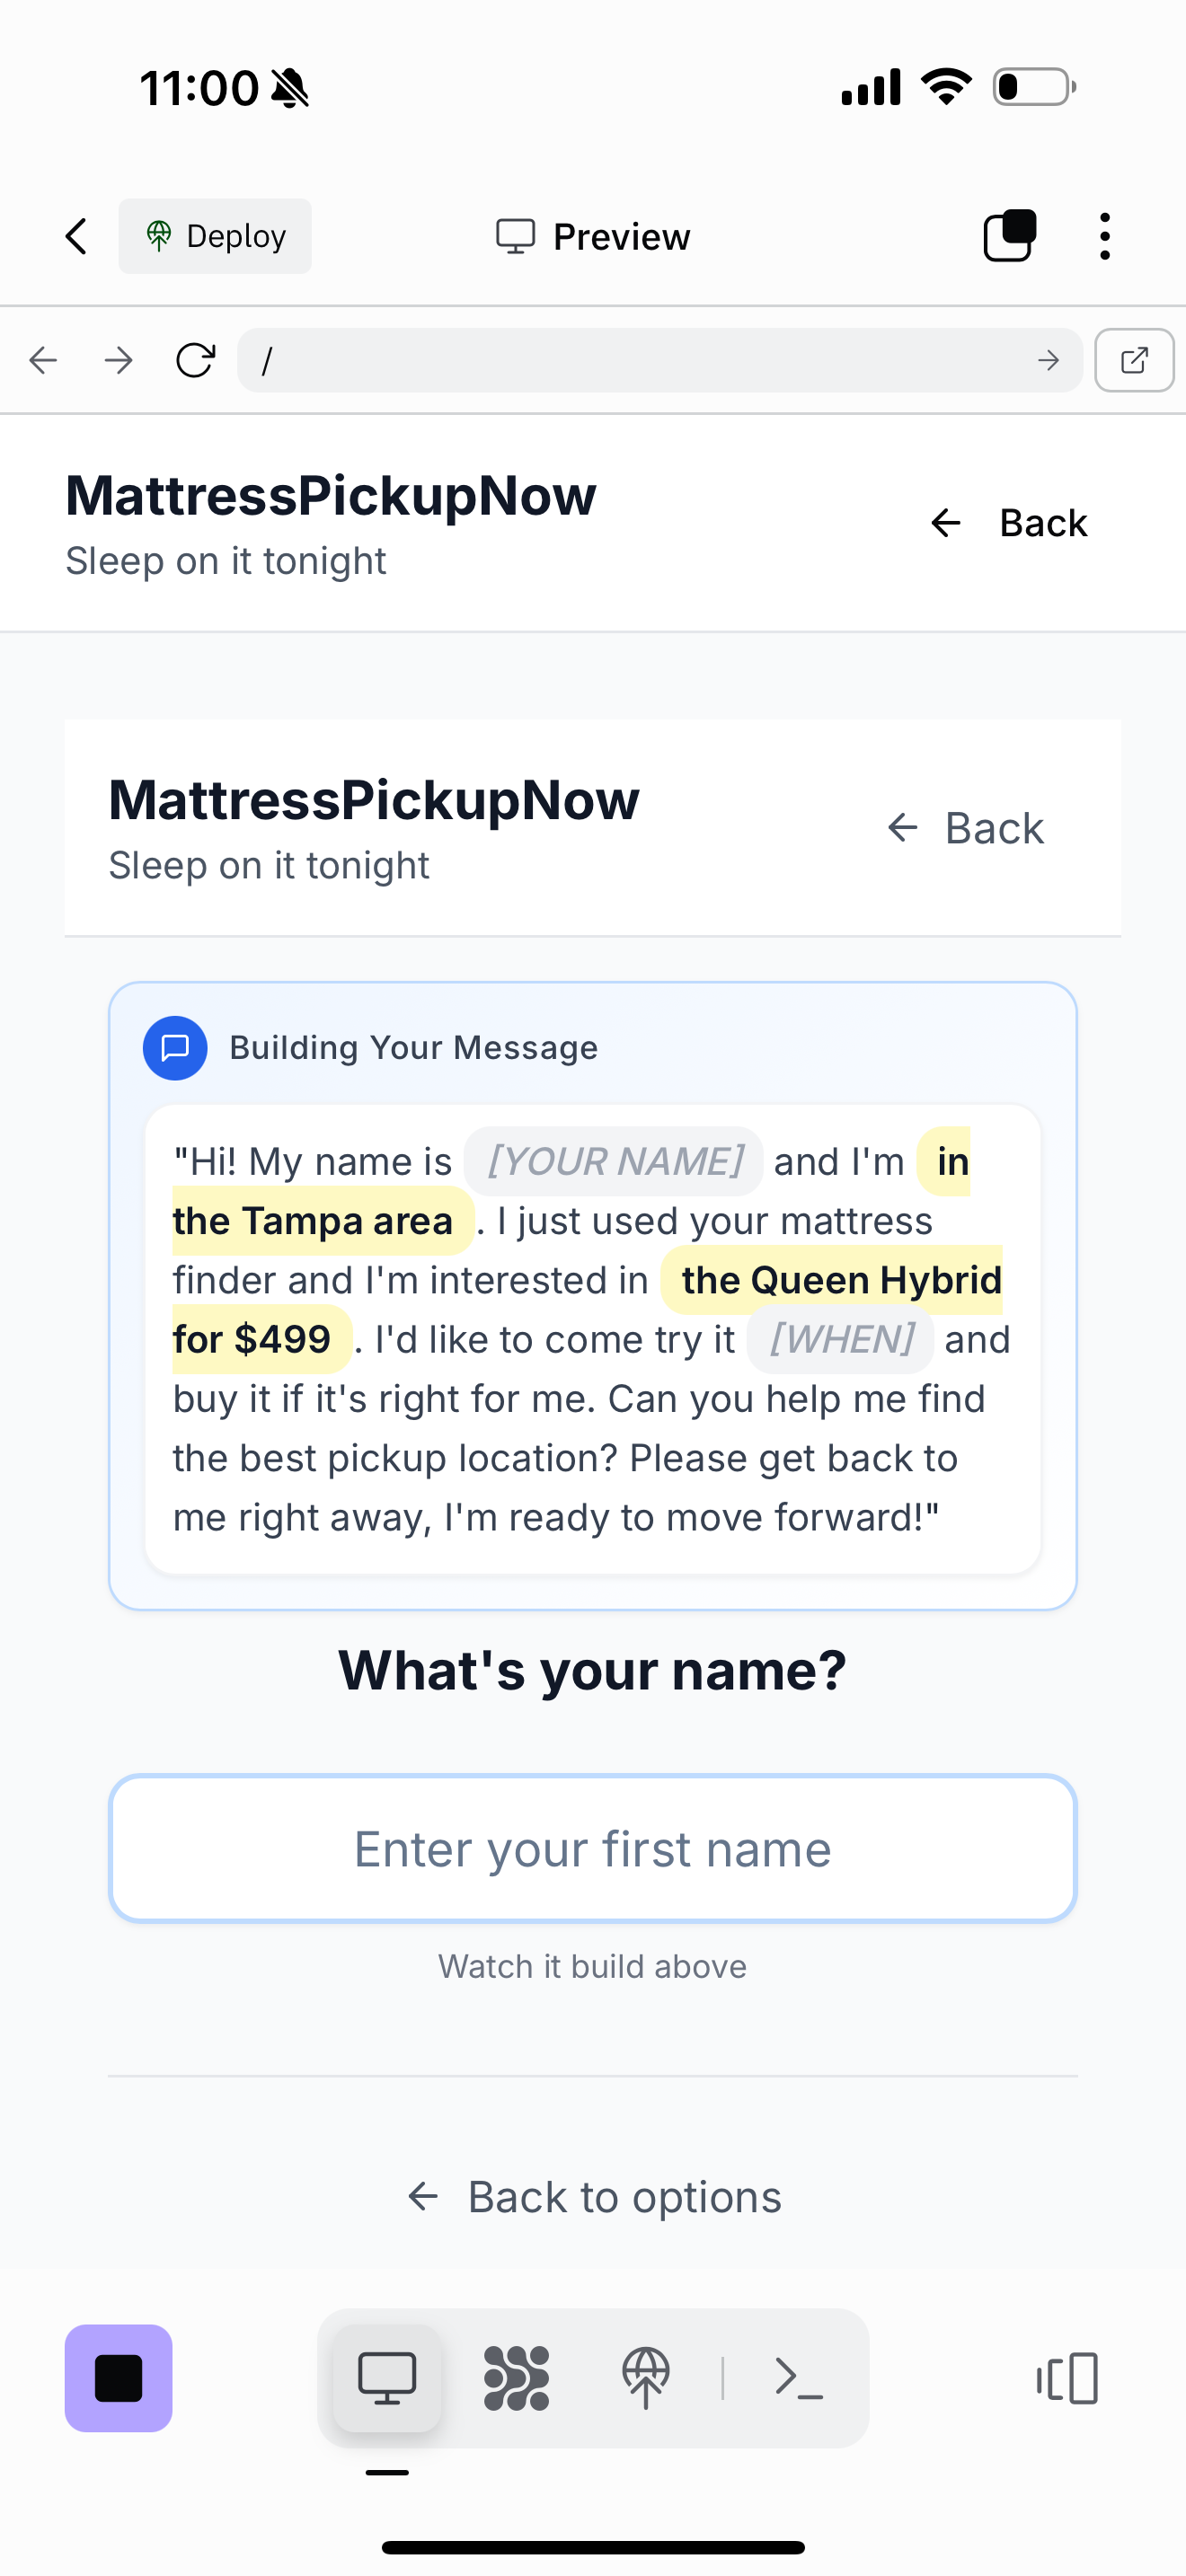 11:00
Deploy
Preview
/
MattressPickupNow
Sleep on it tonight
Back
MattressPickupNow
Sleep on it tonight
Back
Building Your Message
"Hi! My name is [YOUR NAME] and I'm in
the Tampa area . I just used your mattress
finder and I'm interested in the Queen Hybrid
for $499 . I'd like to come try it [WHEN] and
buy it if it's right for me. Can you help me find
the best pickup location? Please get back to
me right away, I'm ready to move forward!"
What's your name?
Enter your first name
Watch it build above
Back to options